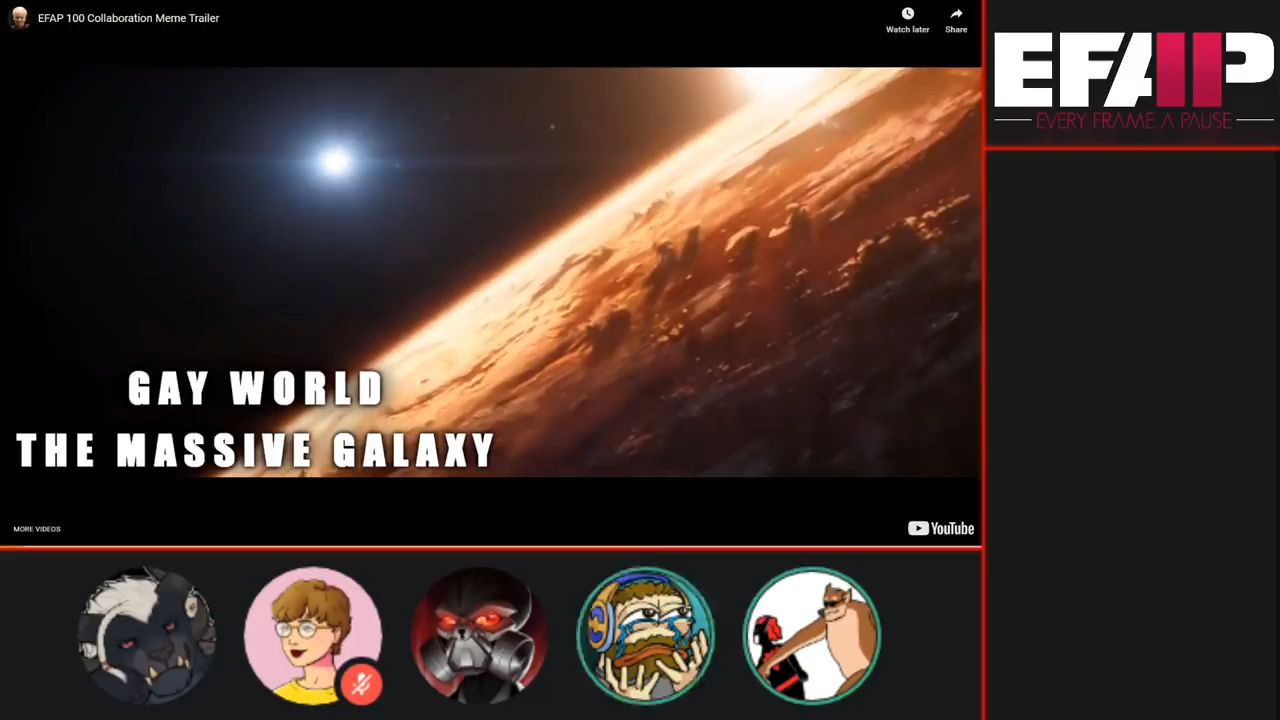 EFAP 100 Collaboration Meme Trailer
Watch later
Share
EFAP
EVERY FRAME A PAUSE
GAY WORLD
THE MASSIVE GALAXY
MORE VIDEOS
YouTube